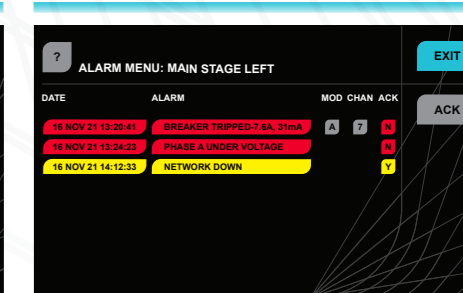 ? ALARM MENU: MAIN STAGE LEFT
EXIT
DATE ALARM MOD CHAN ACK
ACK
16 NOV 21 13:20:41 BREAKER TRIPPED-7.6A, 31mA A 7 N
16 NOV 21 13:24:23 PHASE A UNDER VOLTAGE N
16 NOV 21 14:12:33 NETWORK DOWN Y